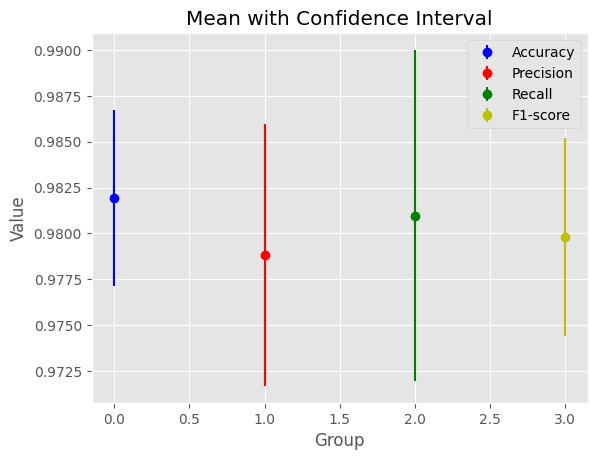 Mean with Confidence Interval
Accuracy
Precision
Recall
F1-score
Value
0.9900
0.9875
0.9850
0.9825
0.9800
0.9775
0.9750
0.9725
0.0 0.5 1.0 1.5 2.0 2.5 3.0
Group